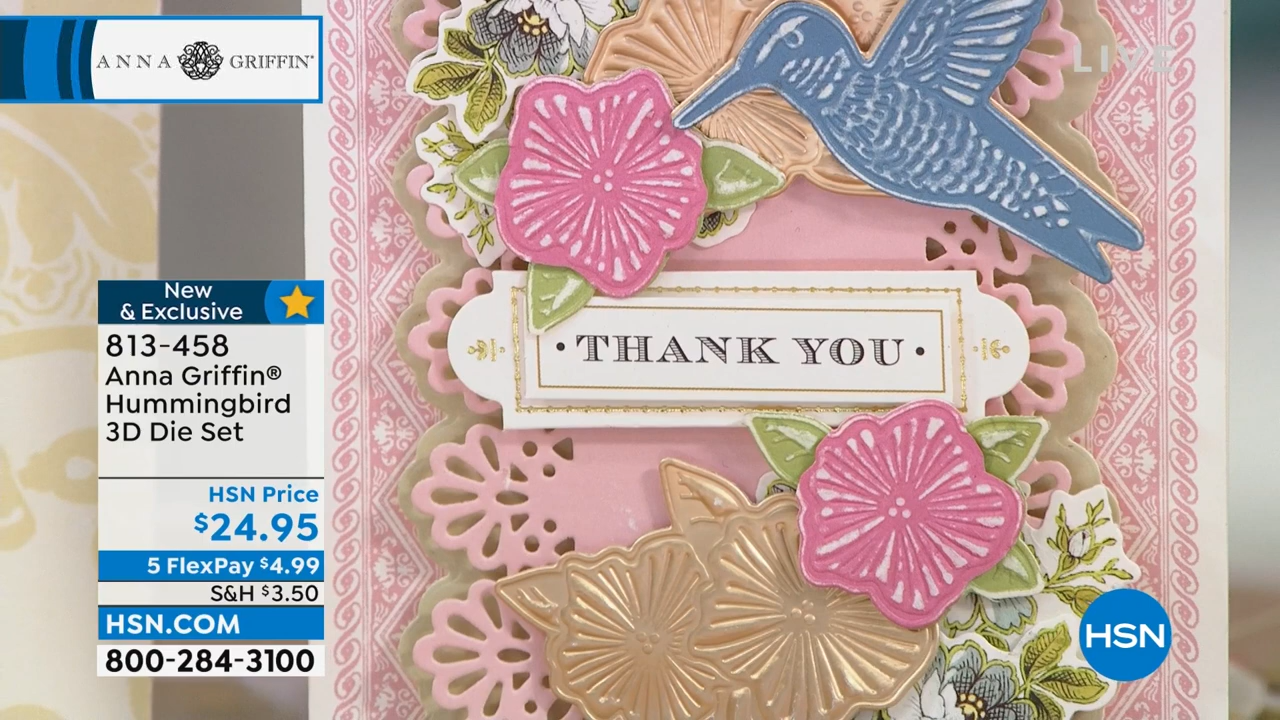 ANNA GRIFFIN®
LIVE
New
& Exclusive
813-458
Anna Griffin®
Hummingbird
3D Die Set
HSN Price
$24.95
5 FlexPay $4.99
S&H $3.50
HSN.COM
800-284-3100
• THANK YOU •
HSN